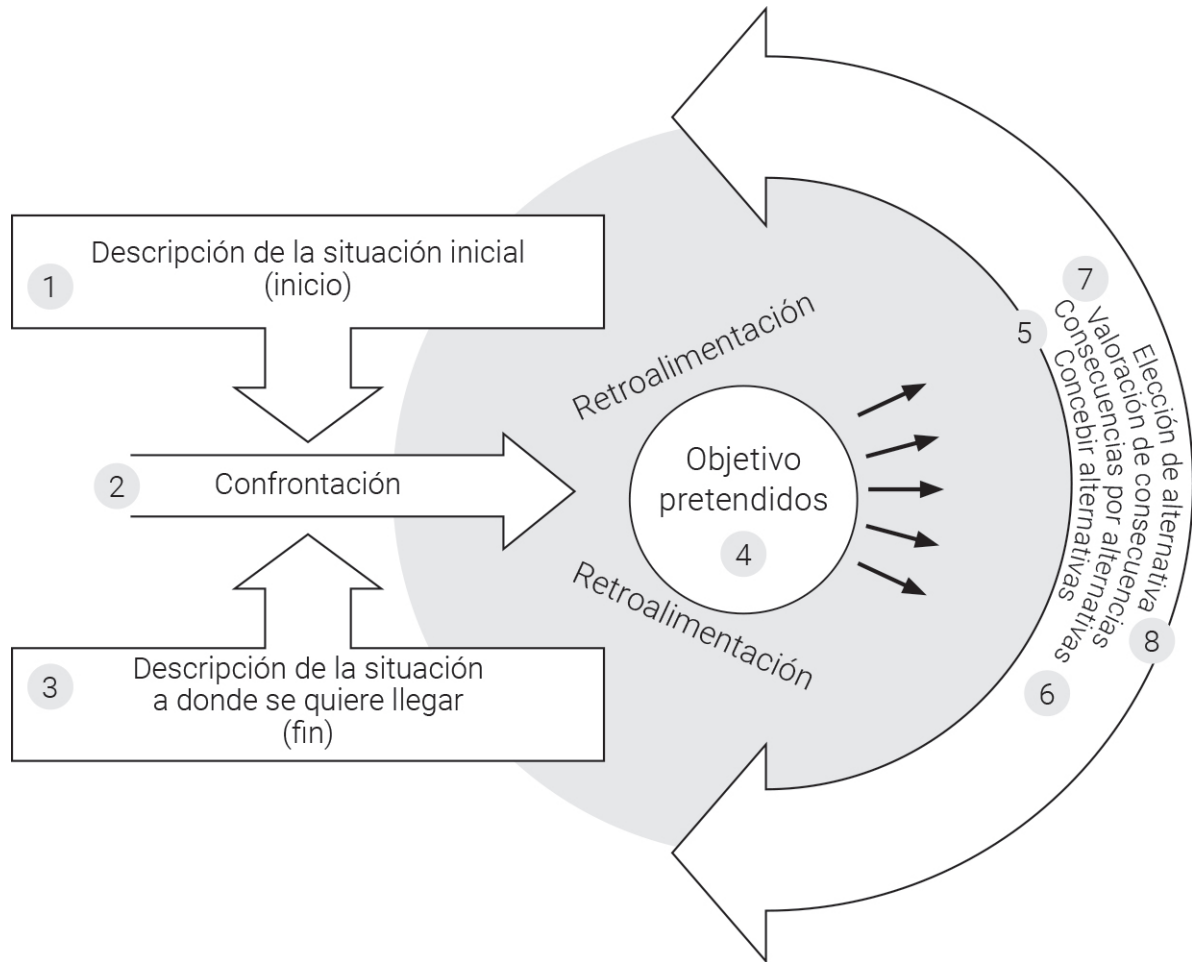 1
Descripción de la situación inicial
(inicio)
2
Confrontación
3
Descripción de la situación
a donde se quiere llegar
(fin)
Retroalimentación
Objetivo
pretendidos
4
Retroalimentación
5
Concebir alternativas
6
Consecuencias por alternativas
7
Valoración de consecuencias
Elección de alternativa
8